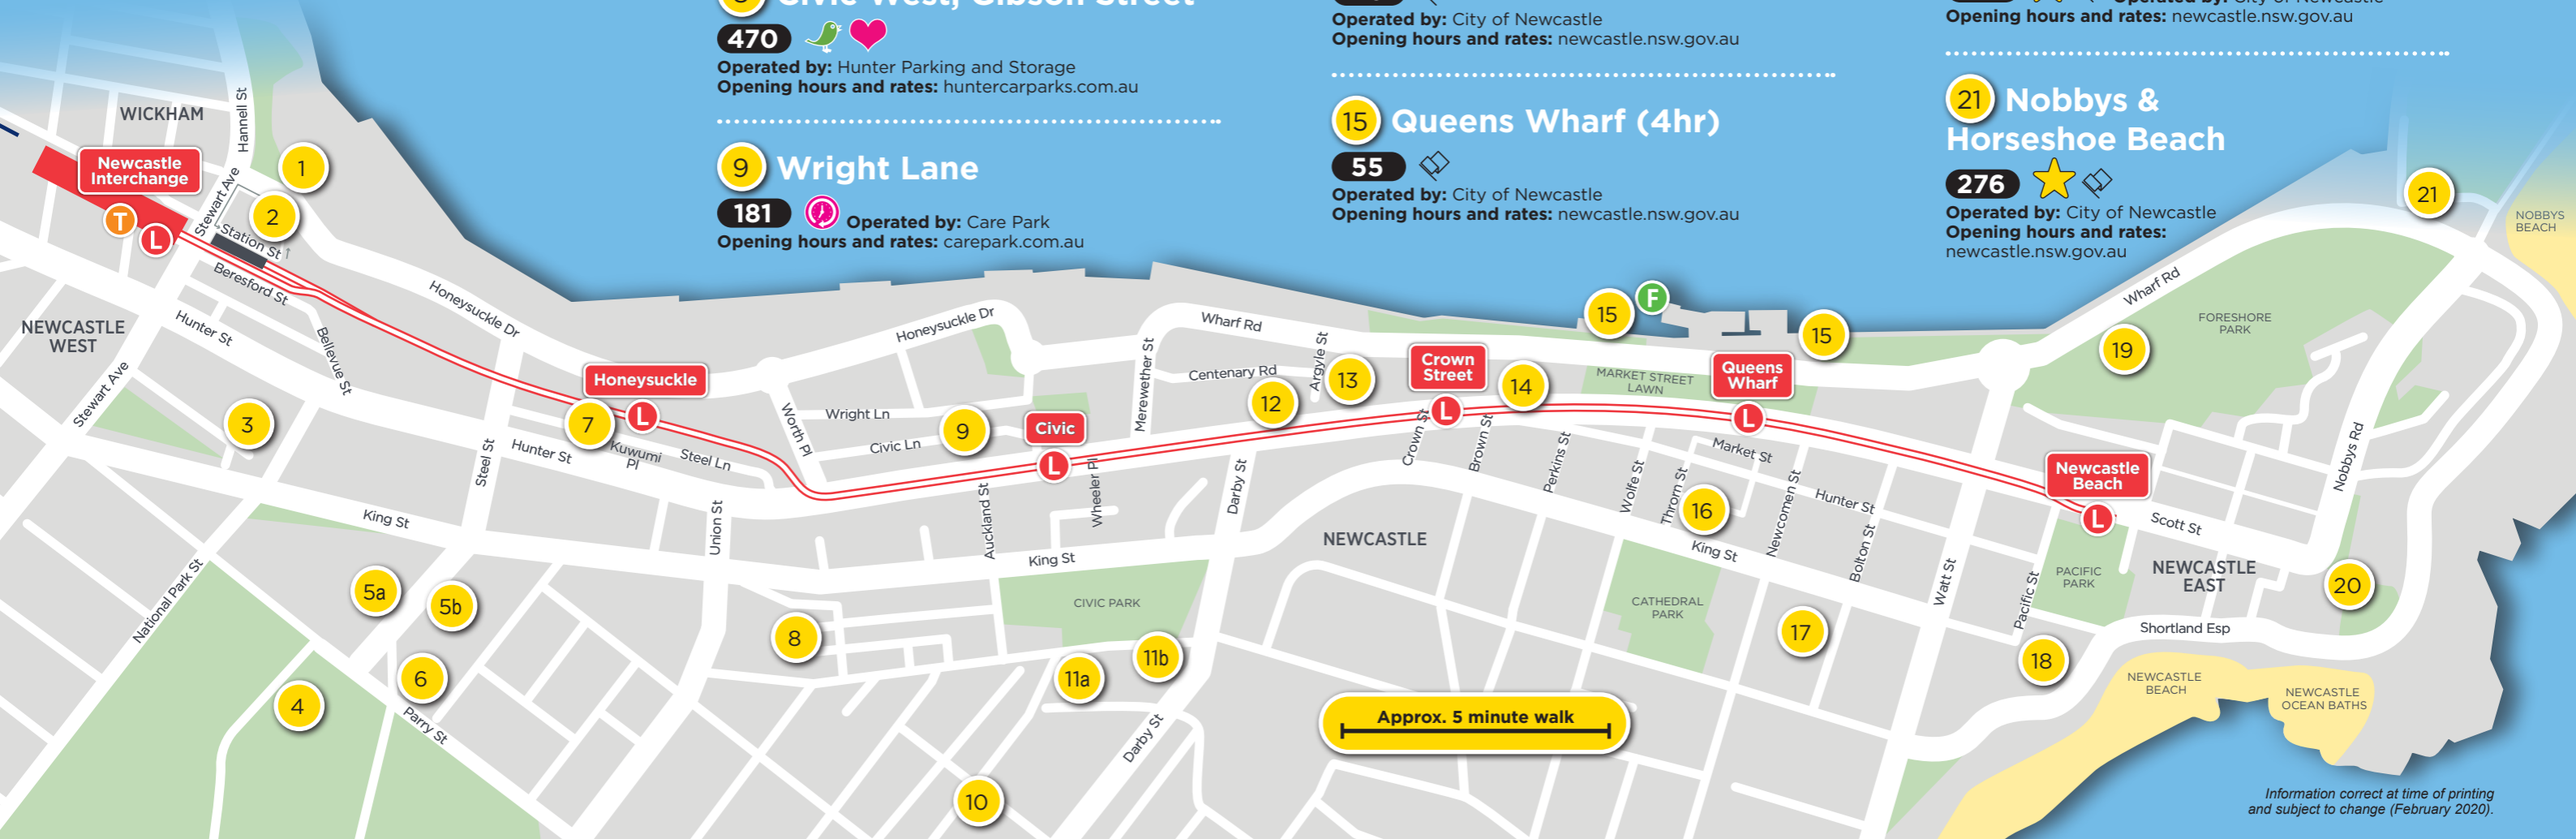 8 Civic West, Gibson Street
470
Operated by: Hunter Parking and Storage
Opening hours and rates: huntercarparks.com.au
9 Wright Lane
181 Operated by: Care Park
Opening hours and rates: carepark.com.au
Operated by: City of Newcastle
Opening hours and rates: newcastle.nsw.gov.au
15 Queens Wharf (4hr)
55
Operated by: City of Newcastle
Opening hours and rates: newcastle.nsw.gov.au
Operated by: City of Newcastle
Opening hours and rates: newcastle.nsw.gov.au
21 Nobbys &
Horseshoe Beach
276
Operated by: City of Newcastle
Opening hours and rates:
newcastle.nsw.gov.au
WICKHAM
Hannell St
Newcastle
Interchange
T
L
Stewart Ave
1
2
Station St
Beresford St
Honeysuckle Dr
NEWCASTLE
WEST
Hunter St
Bellevue St
Stewart Ave
3
Honeysuckle
L
7
Steel St
Hunter St
Kuwumi
Pl
Steel Ln
King St
National Park St
5a
5b
6
4
Parry St
Union St
8
Worth Pl
Honeysuckle Dr
Wright Ln
Civic Ln
9
Civic
L
Auckland St
Wheeler Pl
King St
CIVIC PARK
11a
11b
10
Darby St
Darby St
Merewether St
Wharf Rd
Centenary Rd
Argyle St
12
13
Crown
Street
L
14
Crown St
Brown St
Perkins St
NEWCASTLE
Approx. 5 minute walk
15
F
15
MARKET STREET
LAWN
Queens
Wharf
L
Market St
Wolfe St
Thorn St
16
Newcomen St
Hunter St
King St
Bolton St
CATHEDRAL
PARK
17
Watt St
Pacific St
18
Newcastle
Beach
L
Scott St
PACIFIC
PARK
NEWCASTLE
EAST
Shortland Esp
20
Nobbys Rd
19
Wharf Rd
FORESHORE
PARK
21
NOBBYS
BEACH
NEWCASTLE
BEACH
NEWCASTLE
OCEAN BATHS
Information correct at time of printing
and subject to change (February 2020).